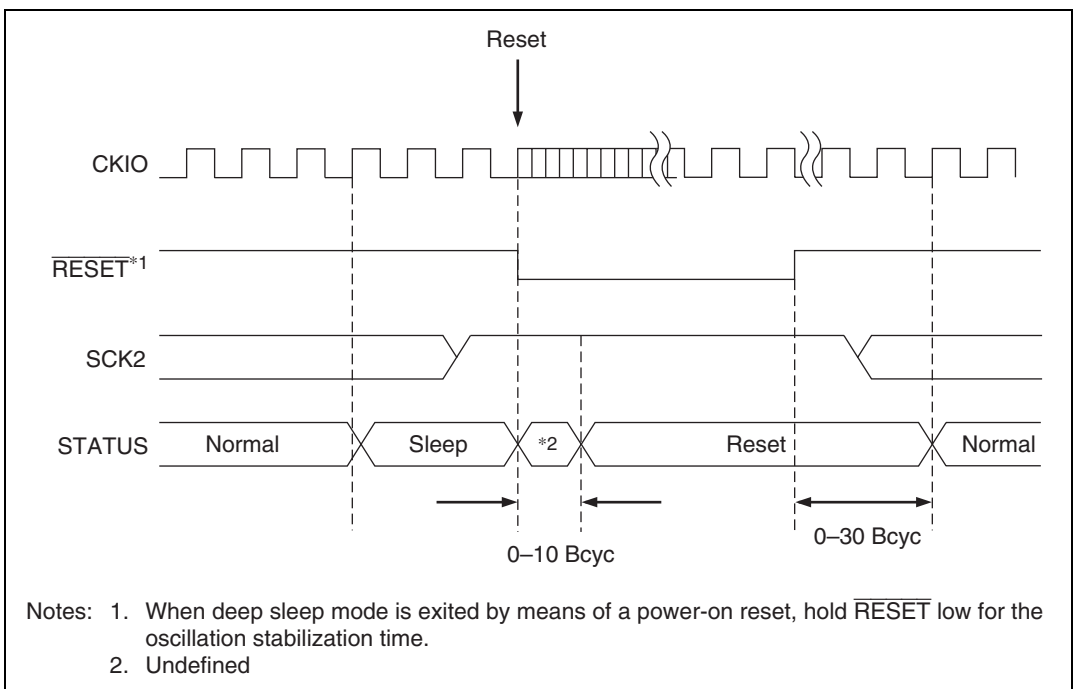 Reset
CKIO
RESET*1
SCK2
STATUS Normal Sleep *2 Reset Normal
0–10 Bcyc
0–30 Bcyc
Notes: 1. When deep sleep mode is exited by means of a power-on reset, hold RESET low for the
oscillation stabilization time.
2. Undefined